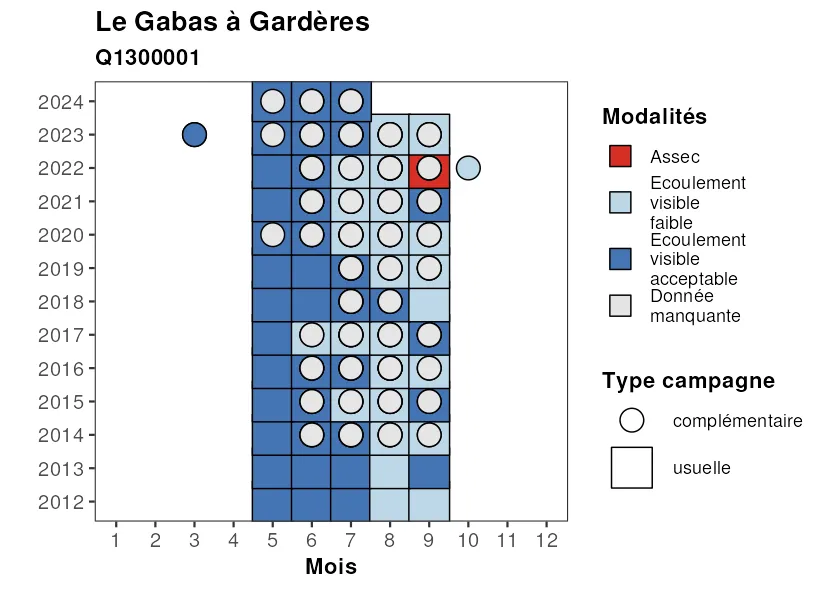 Le Gabas à Gardères
Q1300001
2024
2023
2022
2021
2020
2019
2018
2017
2016
2015
2014
2013
2012
1 2 3 4 5 6 7 8 9 10 11 12
Mois
Modalités
Assec
Ecoulement
visible
faible
Ecoulement
visible
acceptable
Donnée
manquante
Type campagne
complémentaire
usuelle